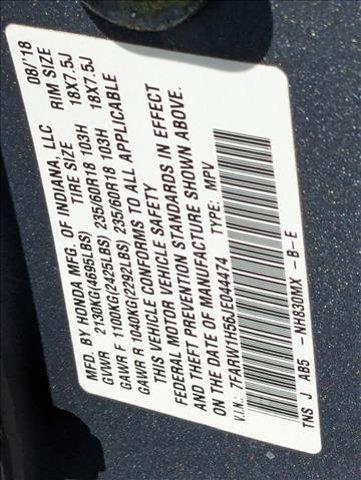 MFD. BY HONDA MFG. OF INDIANA, LLC 08/'18
TIRE SIZE RIM SIZE
GVWR 2130KG(4695LBS)
GAWR F 1100KG(2425LBS) 235/60R18 103H 18X7.5J
GAWR R 1040KG(2292LBS) 235/60R18 103H 18X7.5J
THIS VEHICLE CONFORMS TO ALL APPLICABLE
FEDERAL MOTOR VEHICLE SAFETY
AND THEFT PREVENTION STANDARDS IN EFFECT
ON THE DATE OF MANUFACTURE SHOWN ABOVE.
V.I.N.: 7FARW1H56JE044474 TYPE: MPV
TNS J AB5 -NH830MX - B-E